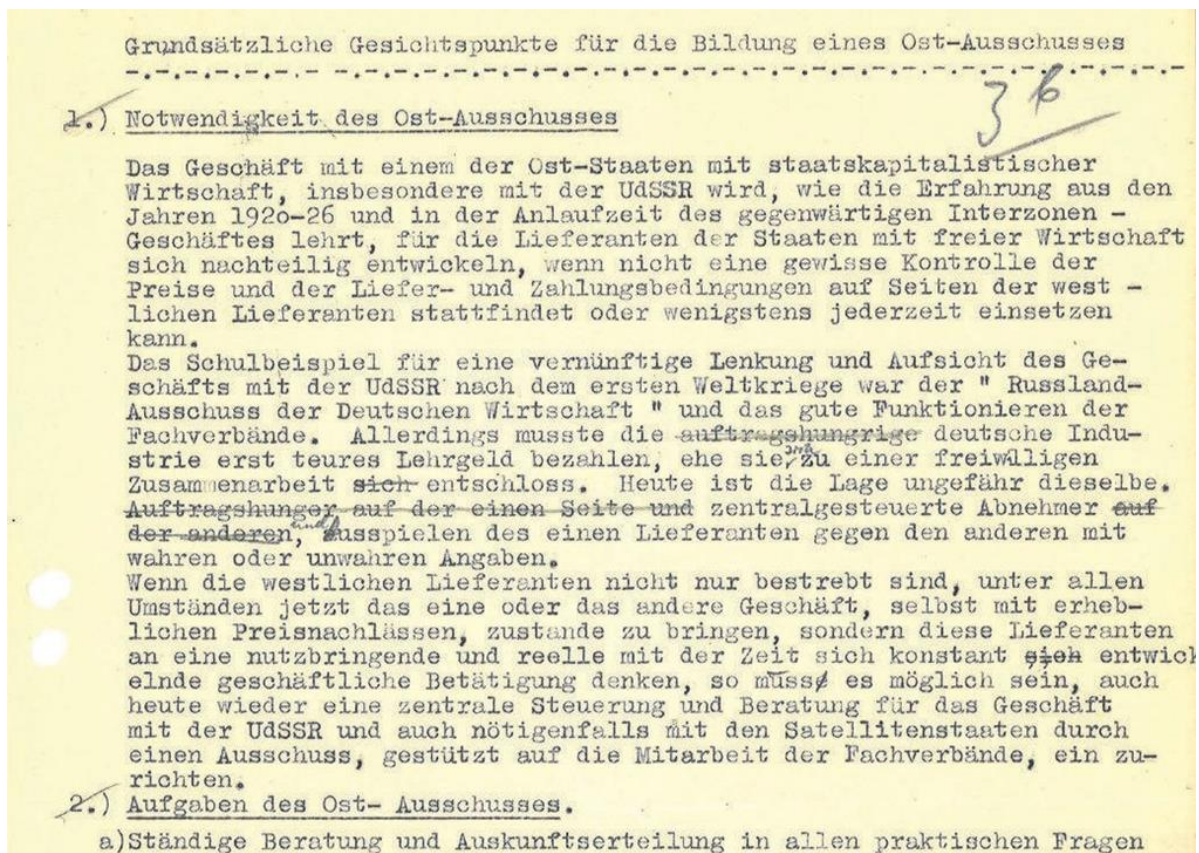 Grundsätzliche Gesichtspunkte für die Bildung eines Ost-Ausschusses
-.-.-.-.-.- -.-.-.-.-.-.-.-.-.-.-.-.-.-.-.-.-.-.-.-.-.-.-.-.-.-
36
1.) Notwendigkeit des Ost-Ausschusses
Das Geschäft mit einem der Ost-Staaten mit staatskapitalistischer
Wirtschaft, insbesondere mit der UdSSR wird, wie die Erfahrung aus den
Jahren 192o-26 und in der Anlaufzeit des gegenwärtigen Interzonen -
Geschäftes lehrt, für die Lieferanten der Staaten mit freier Wirtschaft
sich nachteilig entwickeln, wenn nicht eine gewisse Kontrolle der
Preise und der Liefer- und Zahlungsbedingungen auf Seiten der west -
lichen Lieferanten stattfindet oder wenigstens jederzeit einsetzen
kann.
Das Schulbeispiel für eine vernünftige Lenkung und Aufsicht des Ge-
schäfts mit der UdSSR nach dem ersten Weltkriege war der " Russland-
Ausschuss der Deutschen Wirtschaft " und das gute Funktionieren der
Fachverbände. Allerdings musste die auftragshungrige deutsche Indu-
strie erst teures Lehrgeld bezahlen, ehe sie sich zu einer freiwilligen
Zusammenarbeit sich entschloss. Heute ist die Lage ungefähr dieselbe.
Auftragshunger auf der einen Seite und zentralgesteuerte Abnehmer auf
der anderen, und Ausspielen des einen Lieferanten gegen den anderen mit
wahren oder unwahren Angaben.
Wenn die westlichen Lieferanten nicht nur bestrebt sind, unter allen
Umständen jetzt das eine oder das andere Geschäft, selbst mit erheb-
lichen Preisnachlässen, zustande zu bringen, sondern diese Lieferanten
an eine nutzbringende und reelle mit der Zeit sich konstant sich entwick
elnde geschäftliche Betätigung denken, so müsse es möglich sein, auch
heute wieder eine zentrale Steuerung und Beratung für das Geschäft
mit der UdSSR und auch nötigenfalls mit den Satellitenstaaten durch
einen Ausschuss, gestützt auf die Mitarbeit der Fachverbände, ein zu-
richten.
2.) Aufgaben des Ost- Ausschusses.
a)Ständige Beratung und Auskunftserteilung in allen praktischen Fragen